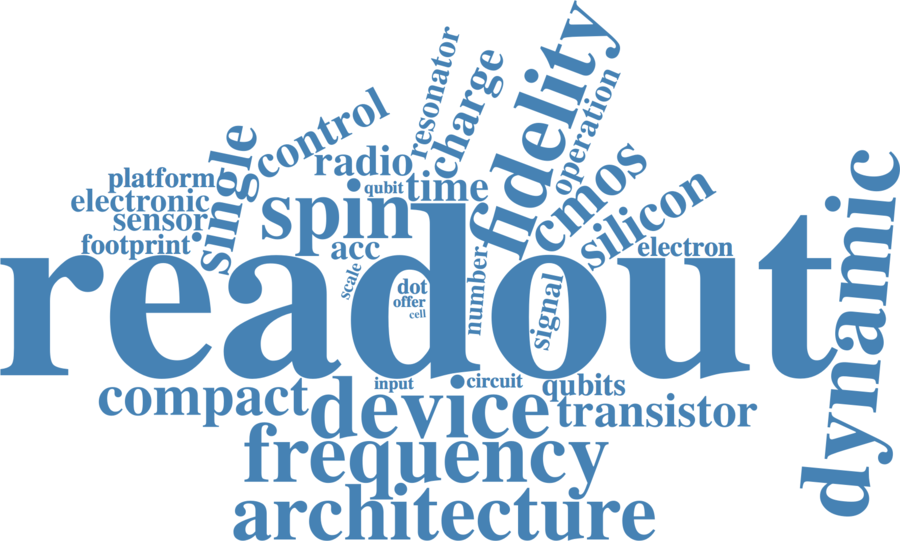 resonator
charge
fidelity
operation
control
single
radio
cmos
platform
qubit
time
silicon
electronic
spin
sensor
footprint
acc
electron
dynamic
readout
scale
dot
offer
cell
number
signal
compact
input
circuit
qubits
device
transistor
frequency
architecture